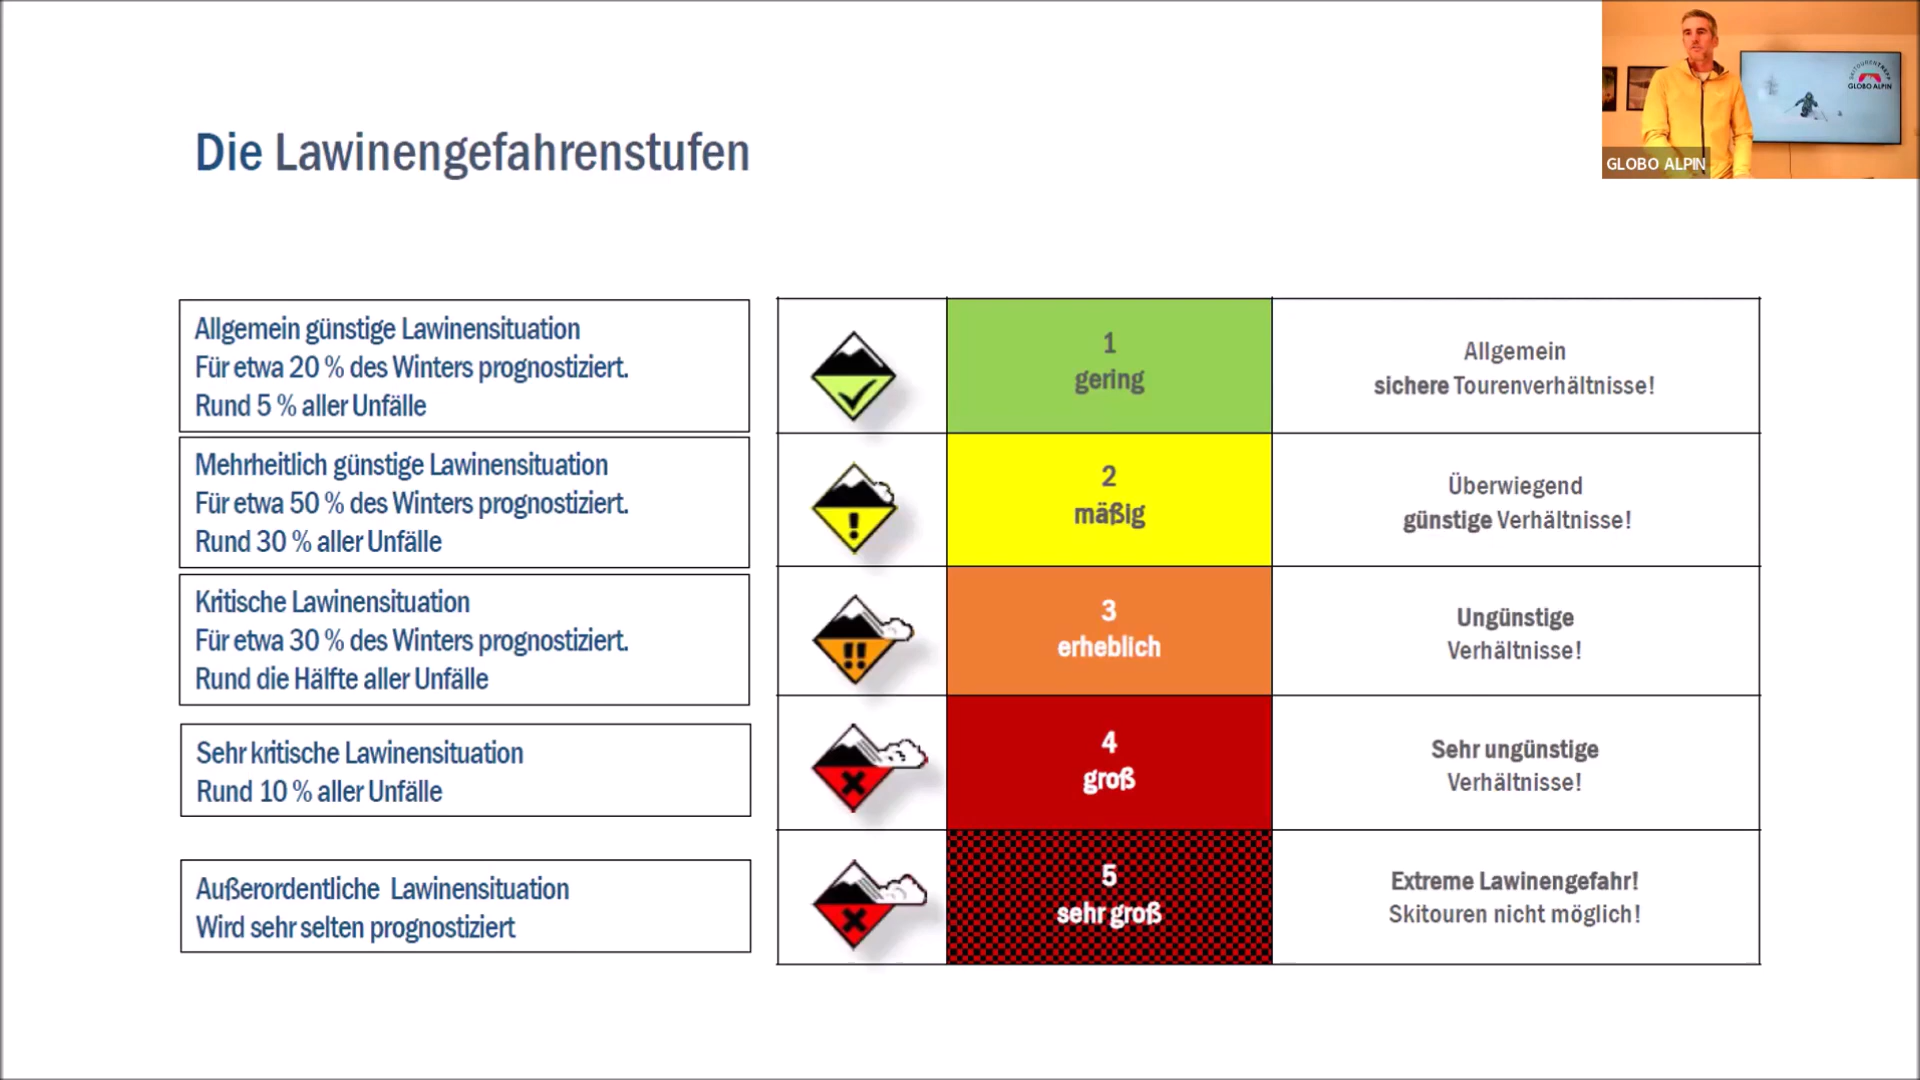 Die Lawinengefahrenstufen
SKITOURENTREFF
GLOBO ALPIN
GLOBO ALPIN
Allgemein günstige Lawinensituation
Für etwa 20 % des Winters prognostiziert.
Rund 5 % aller Unfälle
1
gering
Allgemein
sichere Tourenverhältnisse!
Mehrheitlich günstige Lawinensituation
Für etwa 50 % des Winters prognostiziert.
Rund 30 % aller Unfälle
!
2
mäßig
Überwiegend
günstige Verhältnisse!
Kritische Lawinensituation
Für etwa 30 % des Winters prognostiziert.
Rund die Hälfte aller Unfälle
!!
3
erheblich
Ungünstige
Verhältnisse!
Sehr kritische Lawinensituation
Rund 10 % aller Unfälle
4
groß
Sehr ungünstige
Verhältnisse!
Außerordentliche Lawinensituation
Wird sehr selten prognostiziert
5
sehr groß
Extreme Lawinengefahr!
Skitouren nicht möglich!